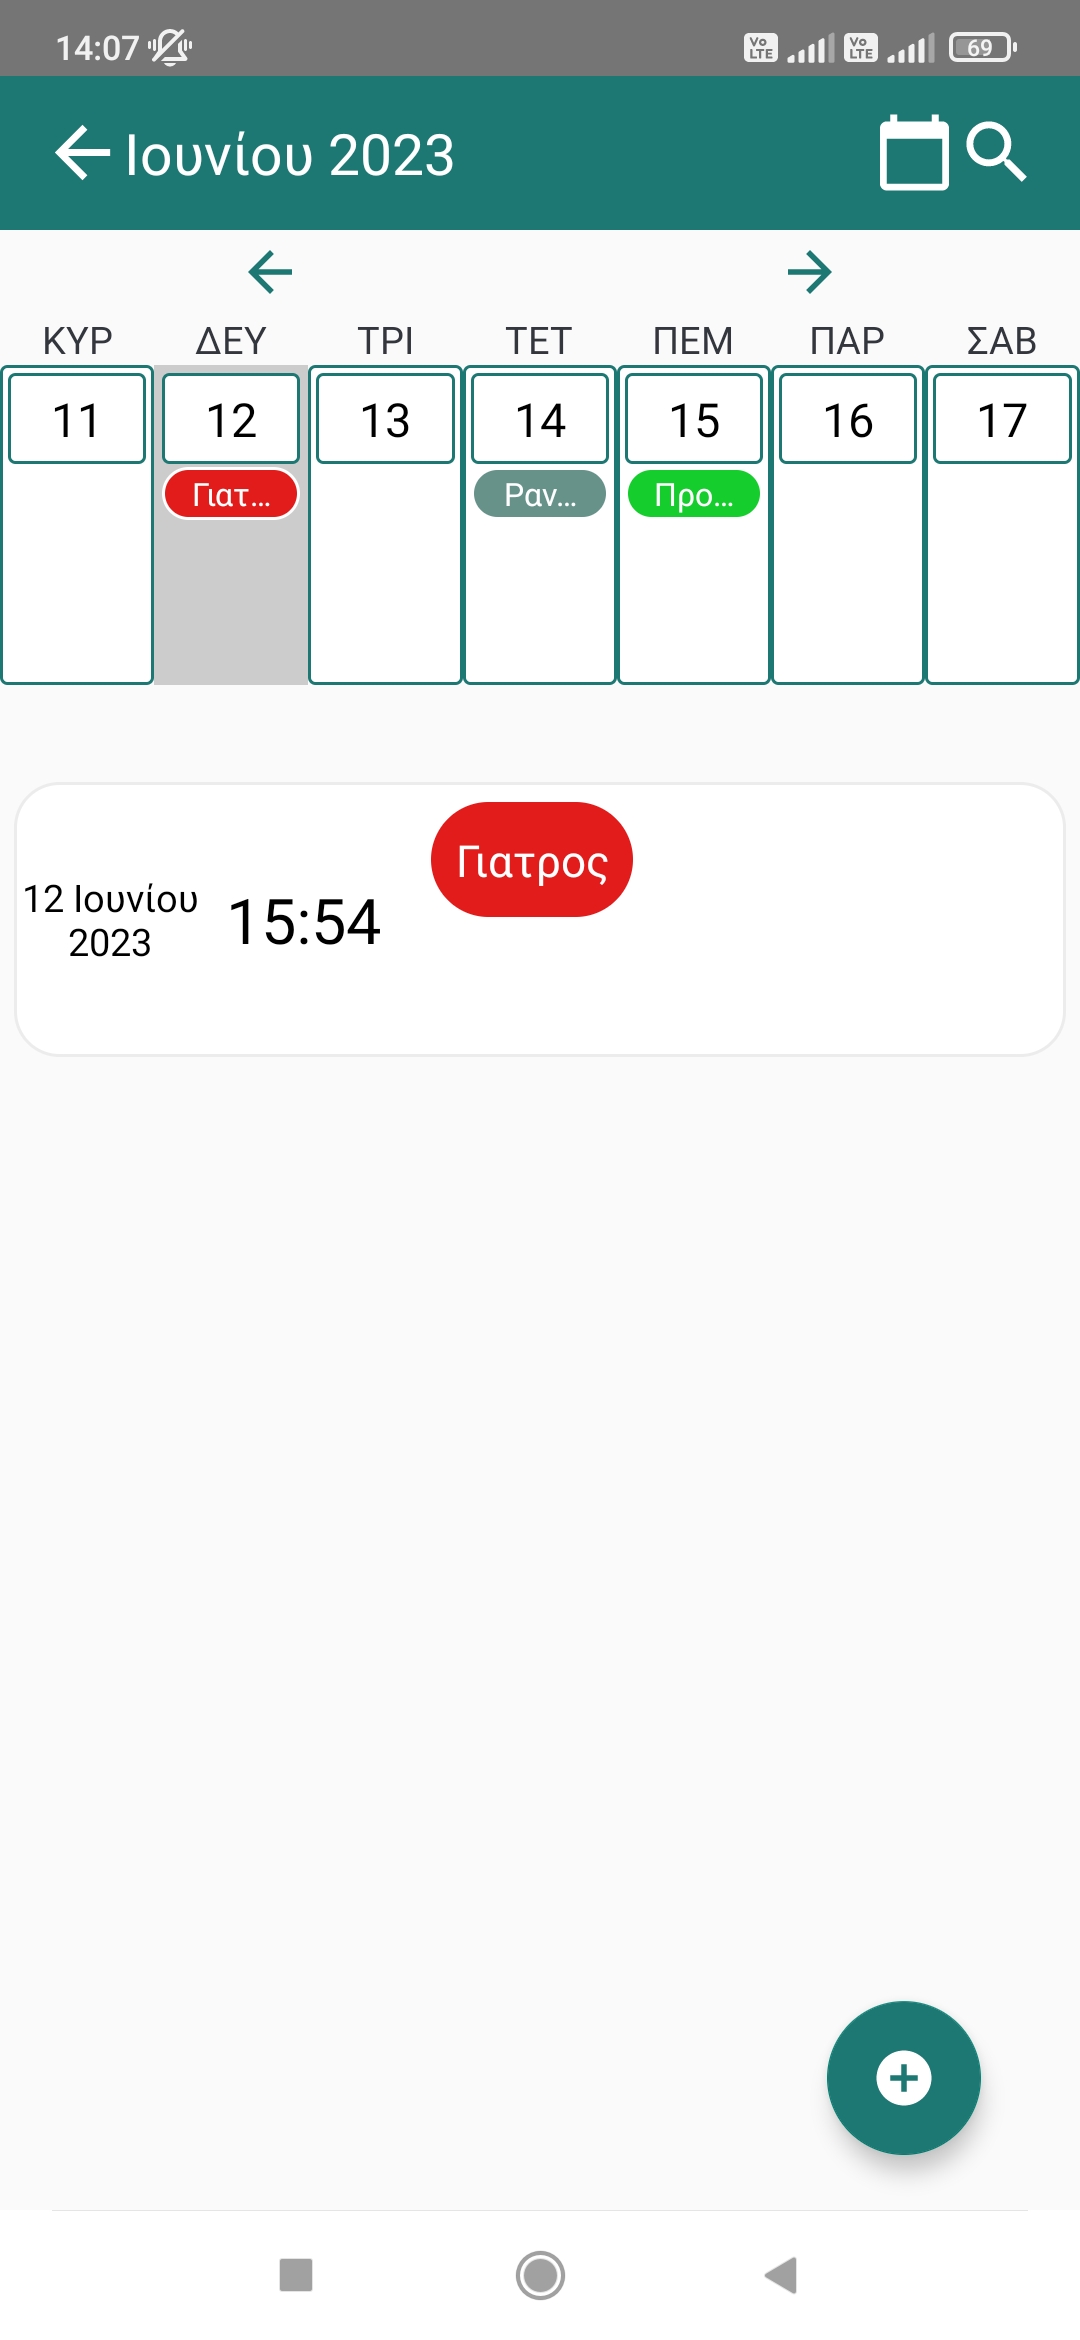 14:07
Vo LTE Vo LTE 69
Ιουνίου 2023
ΚΥΡ ΔΕΥ ΤΡΙ ΤΕΤ ΠΕΜ ΠΑΡ ΣΑΒ
11 12 13 14 15 16 17
Γιατ... Ραν... Προ...
Γιατρος
12 Ιουνίου
2023
15:54